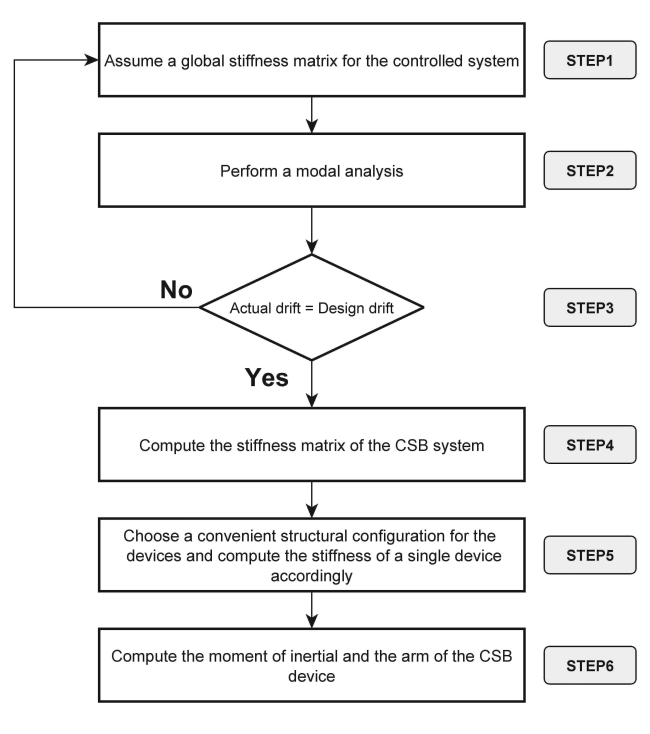 Assume a global stiffness matrix for the controlled system
STEP1
Perform a modal analysis
STEP2
No
Actual drift = Design drift
STEP3
Yes
Compute the stiffness matrix of the CSB system
STEP4
Choose a convenient structural configuration for the
devices and compute the stiffness of a single device
accordingly
STEP5
Compute the moment of inertial and the arm of the CSB
device
STEP6